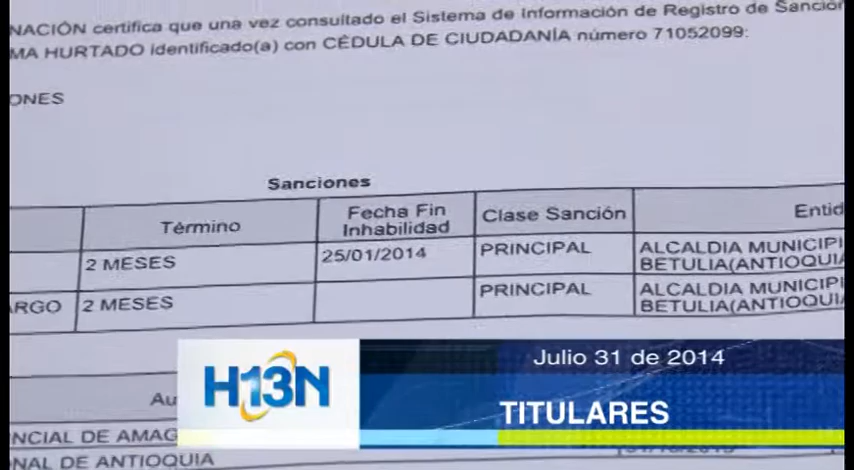 NACIÓN certifica que una vez consultado el Sistema de Información de Registro de Sancion
MA HURTADO identificado(a) con CÉDULA DE CIUDADANÍA número 71052099:
ONES
Sanciones
Término Fecha Fin Inhabilidad Clase Sanción Entid
2 MESES 25/01/2014 PRINCIPAL ALCALDIA MUNICIPI
BETULIA(ANTIOQUIA
ARGO 2 MESES PRINCIPAL ALCALDIA MUNICIPI
BETULIA(ANTIOQUIA
Au
NCIAL DE AMAG
NAL DE ANTIOQUIA
H13N
Julio 31 de 2014
TITULARES